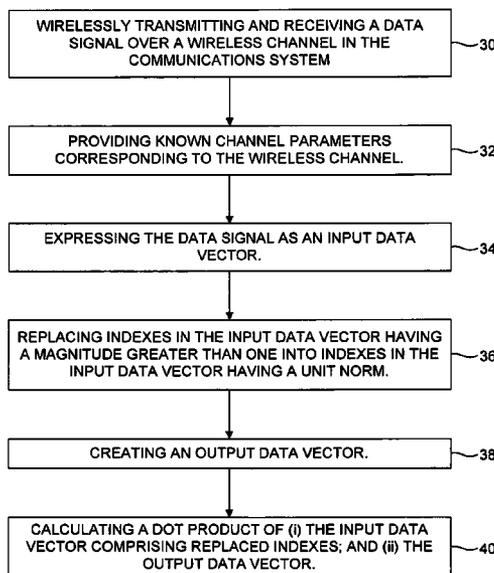 WIRELESSLY TRANSMITTING AND RECEIVING A DATA
SIGNAL OVER A WIRELESS CHANNEL IN THE
COMMUNICATIONS SYSTEM
30
PROVIDING KNOWN CHANNEL PARAMETERS
CORRESPONDING TO THE WIRELESS CHANNEL.
32
EXPRESSING THE DATA SIGNAL AS AN INPUT DATA
VECTOR.
34
REPLACING INDEXES IN THE INPUT DATA VECTOR HAVING
A MAGNITUDE GREATER THAN ONE INTO INDEXES IN THE
INPUT DATA VECTOR HAVING A UNIT NORM.
36
CREATING AN OUTPUT DATA VECTOR.
38
CALCULATING A DOT PRODUCT OF (i) THE INPUT DATA
VECTOR COMPRISING REPLACED INDEXES; AND (ii) THE
OUTPUT DATA VECTOR.
40